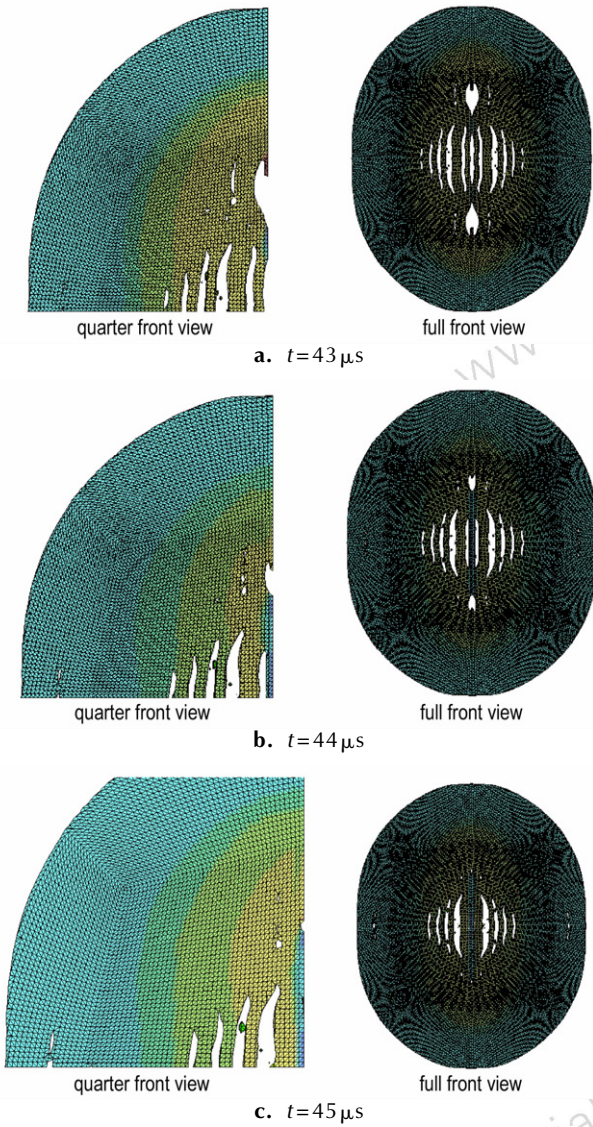 quarter front view full front view
a. t=43 μs
www
quarter front view full front view
b. t=44 μs
quarter front view full front view
c. t=45 μs